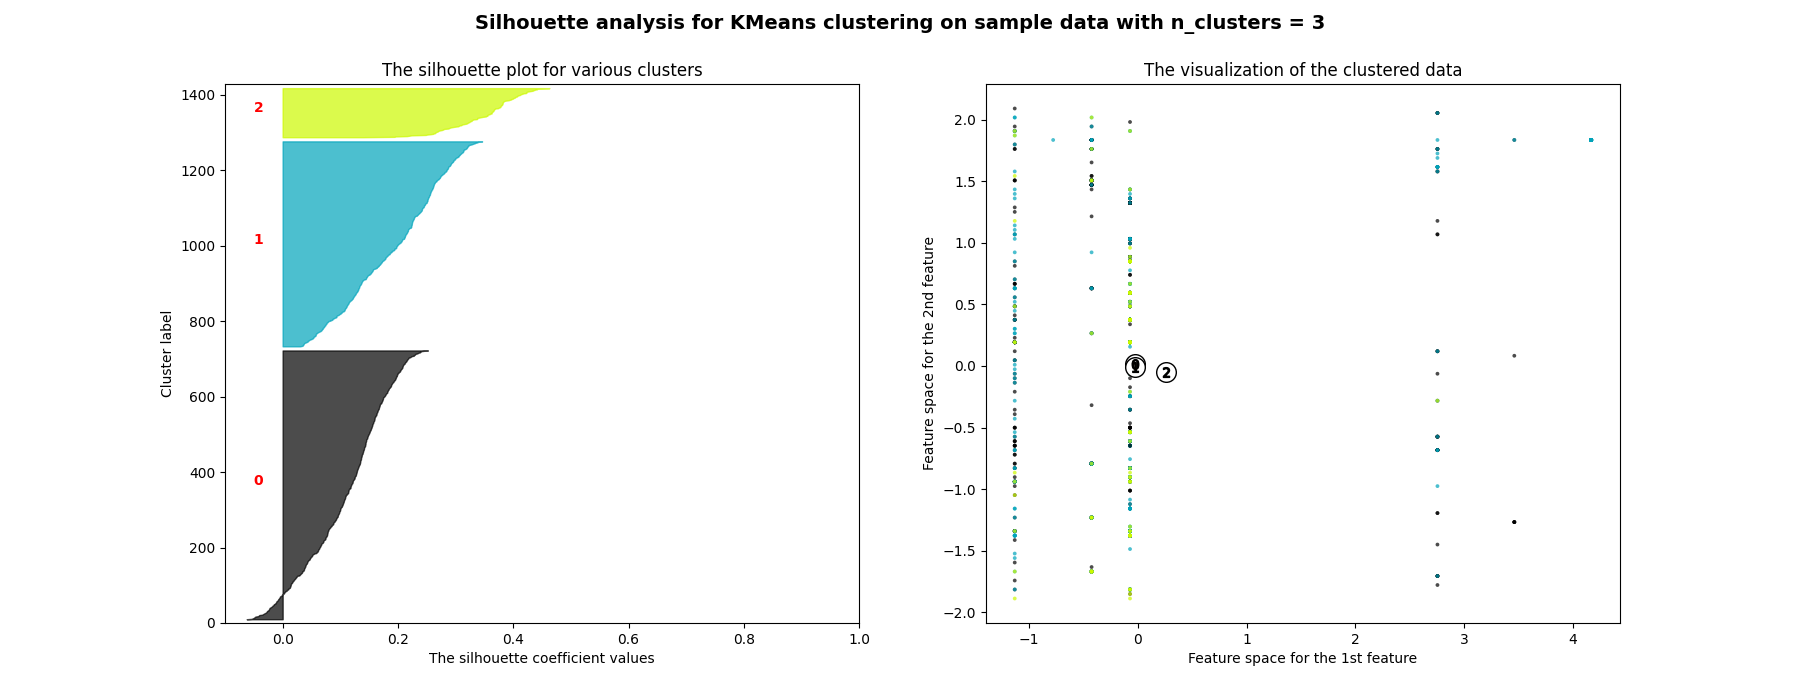 Silhouette analysis for KMeans clustering on sample data with n_clusters = 3
The silhouette plot for various clusters
1400
1200
1000
800
600
400
200
0
2
1
0
Cluster label
0.0 0.2 0.4 0.6 0.8 1.0
The silhouette coefficient values
The visualization of the clustered data
2.0
1.5
1.0
0.5
0.0
−0.5
−1.0
−1.5
−2.0
0
1
2
Feature space for the 2nd feature
−1 0 1 2 3 4
Feature space for the 1st feature